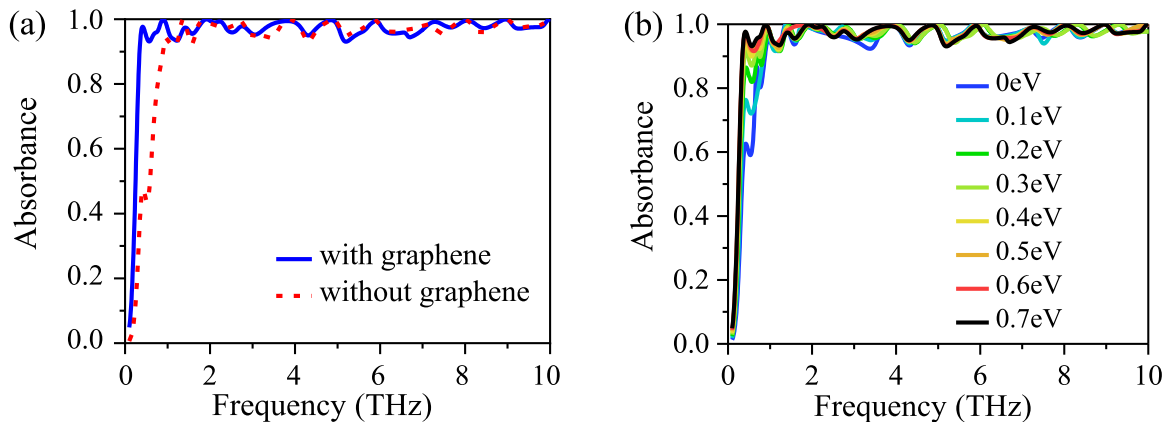 (a)
Absorbance
1.0
0.8
0.6
0.4
0.2
0.0
0
2
4
6
8
10
Frequency (THz)
with graphene
without graphene
(b)
Absorbance
1.0
0.8
0.6
0.4
0.2
0.0
0
2
4
6
8
10
Frequency (THz)
0eV
0.1eV
0.2eV
0.3eV
0.4eV
0.5eV
0.6eV
0.7eV